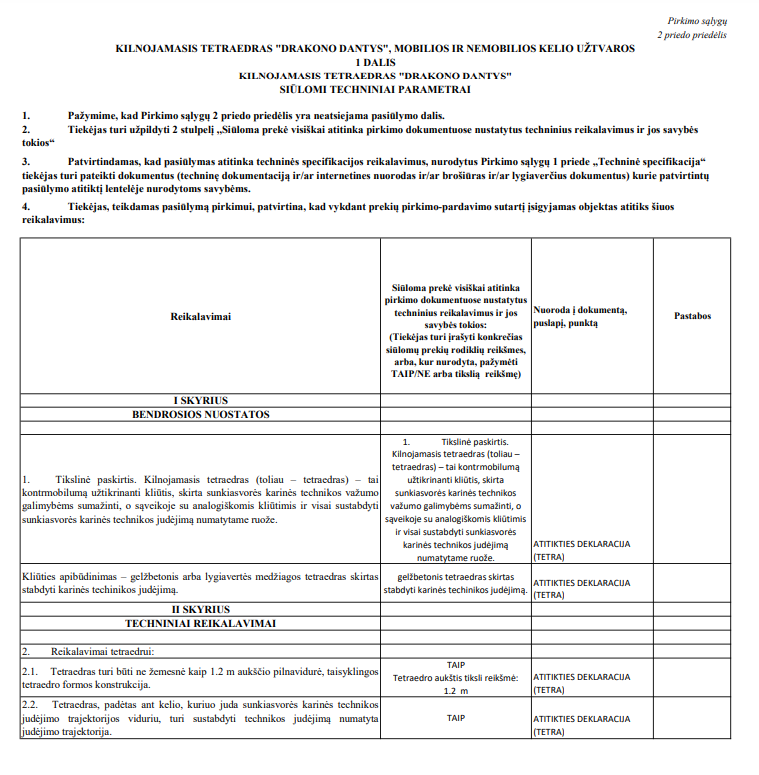 Pirkimo sąlygų
2 priedo priedėlis
KILNOJAMASIS TETRAEDRAS "DRAKONO DANTYS", MOBILIOS IR NEMOBILIOS KELIO UŽTVAROS
1 DALIS
KILNOJAMASIS TETRAEDRAS "DRAKONO DANTYS"
SIŪLOMI TECHNINIAI PARAMETRAI
1. Pažymime, kad Pirkimo sąlygų 2 priedo priedėlis yra neatsiejama pasiūlymo dalis.
2. Tiekėjas turi užpildyti 2 stulpelį „Siūloma prekė visiškai atitinka pirkimo dokumentuose nustatytus techninius reikalavimus ir jos savybės
tokios“
3. Patvirtindamas, kad pasiūlymas atitinka techninės specifikacijos reikalavimus, nurodytus Pirkimo sąlygų 1 priede „Techninė specifikacija“
tiekėjas turi pateikti dokumentus (techninę dokumentaciją ir/ar internetines nuorodas ir/ar brošiūras ir/ar lygiaverčius dokumentus) kurie patvirtintų
pasiūlymo atitiktį lentelėje nurodytoms savybėms.
4. Tiekėjas, teikdamas pasiūlymą pirkimui, patvirtina, kad vykdant prekių pirkimo-pardavimo sutartį įsigyjamas objektas atitiks šiuos
reikalavimus:
Reikalavimai
Siūloma prekė visiškai atitinka
pirkimo dokumentuose nustatytus
techninius reikalavimus ir jos
savybės tokios:
(Tiekėjas turi įrašyti konkrečias
siūlomų prekių rodiklių reikšmes,
arba, kur nurodyta, pažymėti
TAIP/NE arba tikslią reikšmę)
Nuoroda į dokumentą,
puslapį, punktą
Pastabos
I SKYRIUS
BENDROSIOS NUOSTATOS
1. Tikslinė paskirtis. Kilnojamasis tetraedras (toliau – tetraedras) – tai
kontrmobilumą užtikrinanti kliūtis, skirta sunkiasvorės karinės technikos važumo
galimybėms sumažinti, o sąveikoje su analogiškomis kliūtimis ir visai sustabdyti
sunkiasvorės karinės technikos judėjimą numatytame ruože.
1. Tikslinė paskirtis.
Kilnojamasis tetraedras (toliau –
tetraedras) – tai kontrmobilumą
užtikrinanti kliūtis, skirta
sunkiasvorės karinės technikos
važumo galimybėms sumažinti, o
sąveikoje su analogiškomis kliūtimis
ir visai sustabdyti sunkiasvorės
karinės technikos judėjimą
numatytame ruože.
ATITIKTIES DEKLARACIJA
(TETRA)
Kliūties apibūdinimas – gelžbetonis arba lygiavertės medžiagos tetraedras skirtas
stabdyti karinės techinikos judėjimą.
gelžbetonis tetraedras skirtas
stabdyti karinės techinikos judėjimą.
ATITIKTIES DEKLARACIJA
(TETRA)
II SKYRIUS
TECHNINIAI REIKALAVIMAI
2. Reikalavimai tetraedrui:
2.1. Tetraedras turi būti ne žemesnė kaip 1.2 m aukščio pilnavidurė, taisyklingos
tetraedro formos konstrukcija.
TAIP
Tetraedro aukštis tiksli reikšmė:
1.2 m
ATITIKTIES DEKLARACIJA
(TETRA)
2.2. Tetraedras, padėtas ant kelio, kuriuo juda sunkiasvorės karinės technikos
judėjimo trajektorijos viduriu, turi sustabdyti technikos judėjimą numatyta
judėjimo trajektorija.
TAIP
ATITIKTIES DEKLARACIJA
(TETRA)